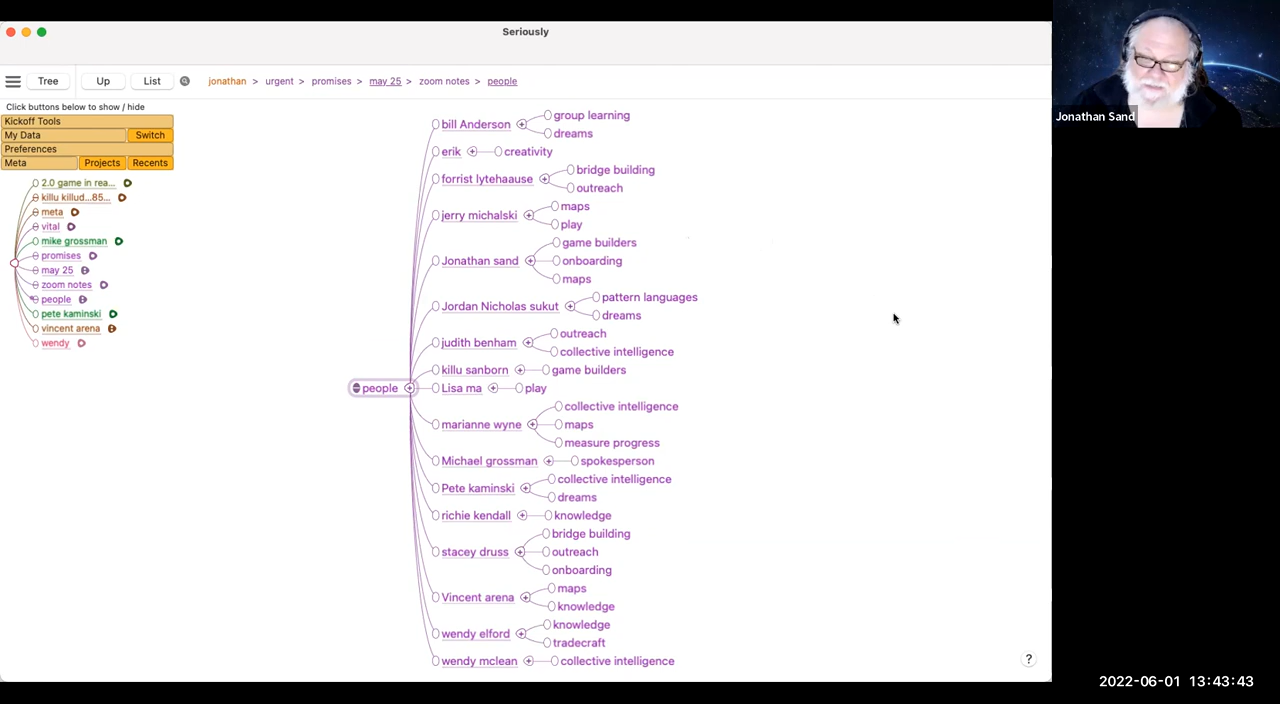 Seriously
Tree
Up
List
jonathan > urgent > promises > may 25 > zoom notes > people
Click buttons below to show / hide
Kickoff Tools
My Data Switch
Preferences
Meta Projects Recents
2.0 game in rea...
killu killud...85...
meta
vital
mike grossman
promises
may 25
zoom notes
people
pete kaminski
vincent arena
wendy
people
bill Anderson
group learning
dreams
erik
creativity
forrist lytehaause
bridge building
outreach
jerry michalski
maps
play
Jonathan sand
game builders
onboarding
maps
Jordan Nicholas sukut
pattern languages
dreams
judith benham
outreach
collective intelligence
killu sanborn
game builders
Lisa ma
play
marianne wyne
collective intelligence
maps
measure progress
Michael grossman
spokesperson
Pete kaminski
collective intelligence
dreams
richie kendall
knowledge
stacey druss
bridge building
outreach
onboarding
Vincent arena
maps
knowledge
wendy elford
knowledge
tradecraft
wendy mclean
collective intelligence
?
Jonathan Sand
2022-06-01 13:43:43